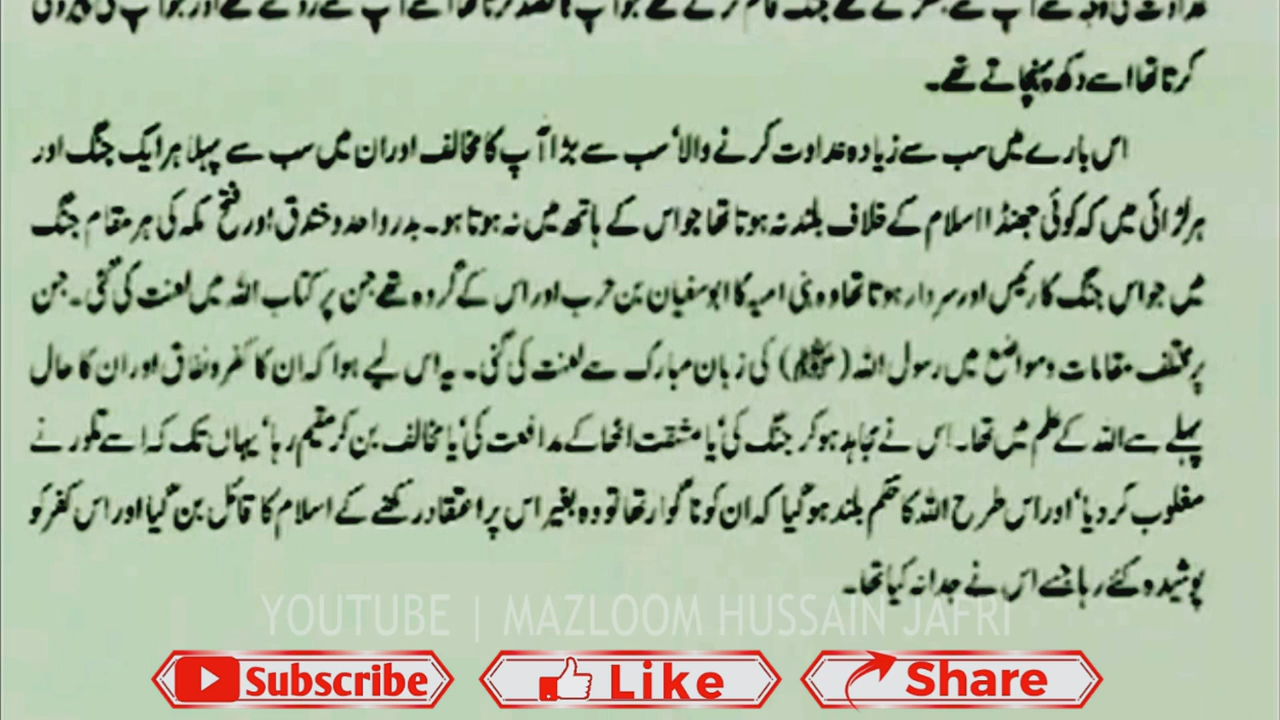 کرتا تھا اسے دکھ پہنچاتے تھے۔
اس بارے میں سب سے زیادہ عداوت کرنے والا' سب سے بڑا آپ کا مخالف اور ان میں سب سے پہلا ہر ایک جنگ اور
ہر لڑائی میں کہ کوئی جھنڈا اسلام کے خلاف بلند نہ ہوتا تھا جو اس کے ہاتھ میں نہ ہوتا ہو۔ بدر واحد وخندق اور فتح مکہ کی ہر مقام جنگ
میں جو اس جنگ کا رئیس اور سردار ہوتا تھا وہ بنی امیہ کا ابوسفیان بن حرب اور اس کے گروہ تھے جن پر کتاب اللہ میں لعنت کی گئی۔ جن
پر مختلف مقامات ومواضع میں رسول اللہ (ﷺ) کی زبان مبارک سے لعنت کی گئی۔ یہ اس لیے ہوا کہ ان کا کفر ونفاق اور ان کا حال
پہلے سے اللہ کے علم میں تھا۔ اس نے مجاہد ہو کر جنگ کی' یا مشقت اٹھا کے مدافعت کی' یا مخالف بن کر مقیم رہا' یہاں تک کہ اسے تلور نے
مغلوب کر دیا' اور اس طرح اللہ کا حکم بلند ہو گیا کہ ان کو ناگوار تھا تو وہ بغیر اس پر اعتقاد رکھنے کے اسلام کا قائل بن گیا اور اس کفر کو
پوشیدہ کئے رہا جسے اس نے جدا نہ کیا تھا۔
YOUTUBE | MAZLOOM HUSSAIN JAFRI
Subscribe Like Share